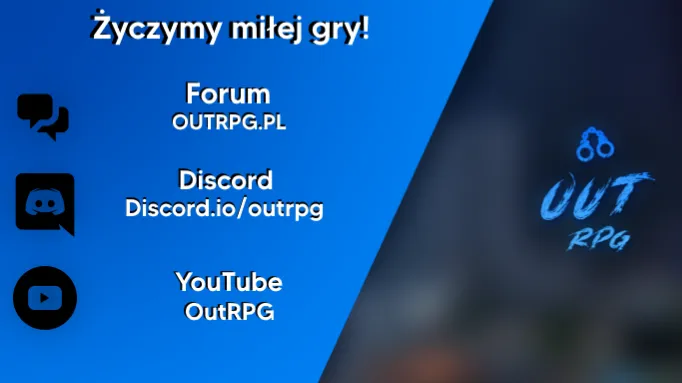 Życzymy miłej gry!
Forum
OUTRPG.PL
Discord
Discord.io/outrpg
YouTube
OutRPG
OUT
RPG